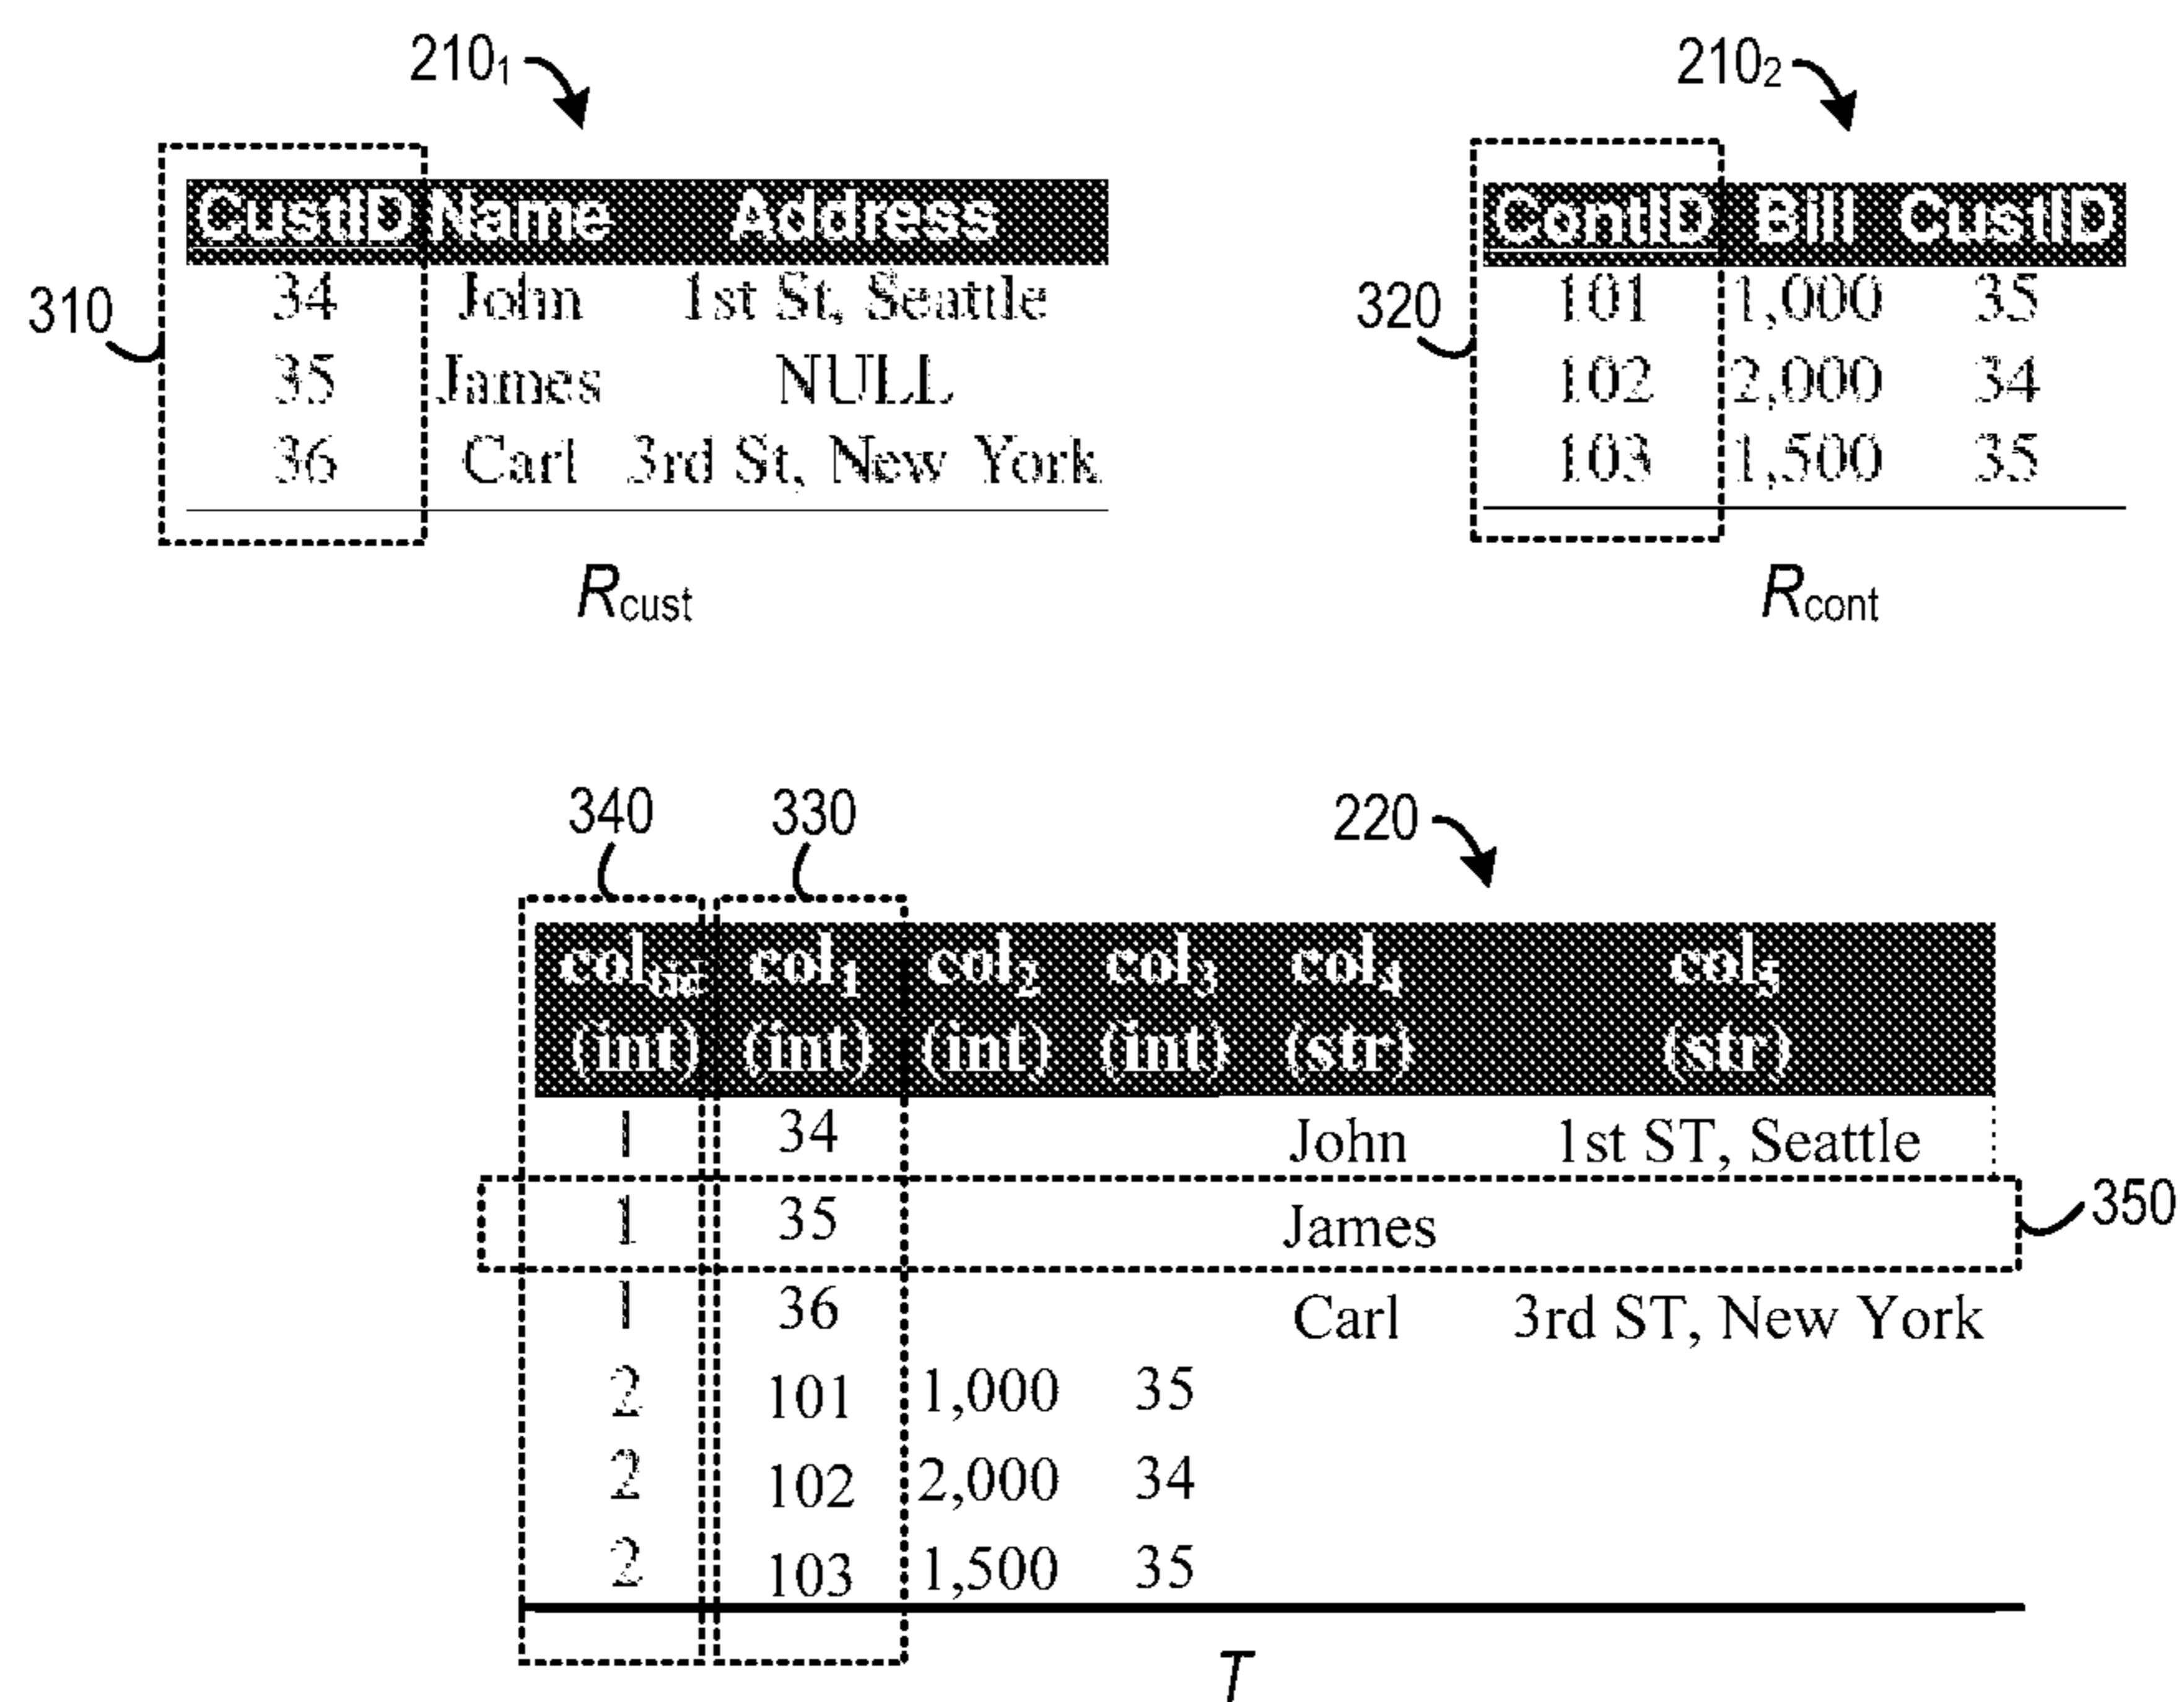 210₁ 210₂
CustID Name Address
310 34 John 1st St, Seattle
35 James NULL
36 Carl 3rd St, New York
R cust
ContID Bill CustID
320 101 1,000 35
102 2,000 34
103 1,500 35
R cont
340 330 220
col col₁ col₂ col₃ col₄ col₅
(int) (int) (int) (int) (str) (str)
1 34 John 1st ST, Seattle
1 35 James 350
1 36 Carl 3rd ST, New York
2 101 1,000 35
2 102 2,000 34
2 103 1,500 35
T